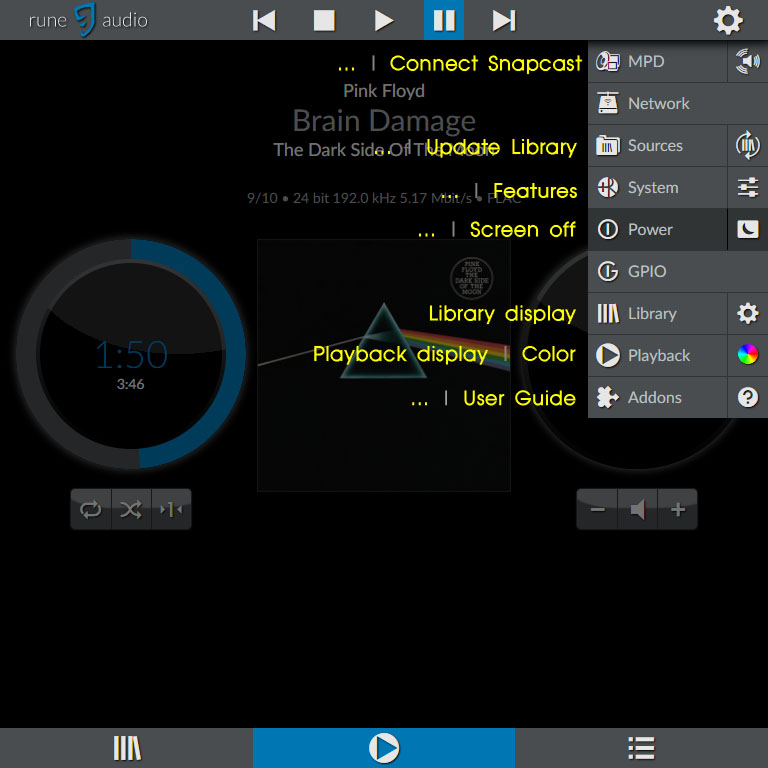 rune audio
... | Connect Snapcast
MPD
Pink Floyd
Network
Brain Damage
The Dark Side Of The Moon
... | Update Library
Sources
... | Features
System
9/10 • 24 bit 192.0 kHz 5.17 Mbit/s • FLAC
... | Screen off
Power
PINK
FLOYD
THE
DARK SIDE
OF THE
MOON
GPIO
Library display
Library
1:50
3:46
Playback display | Color
Playback
... | User Guide
Addons
1